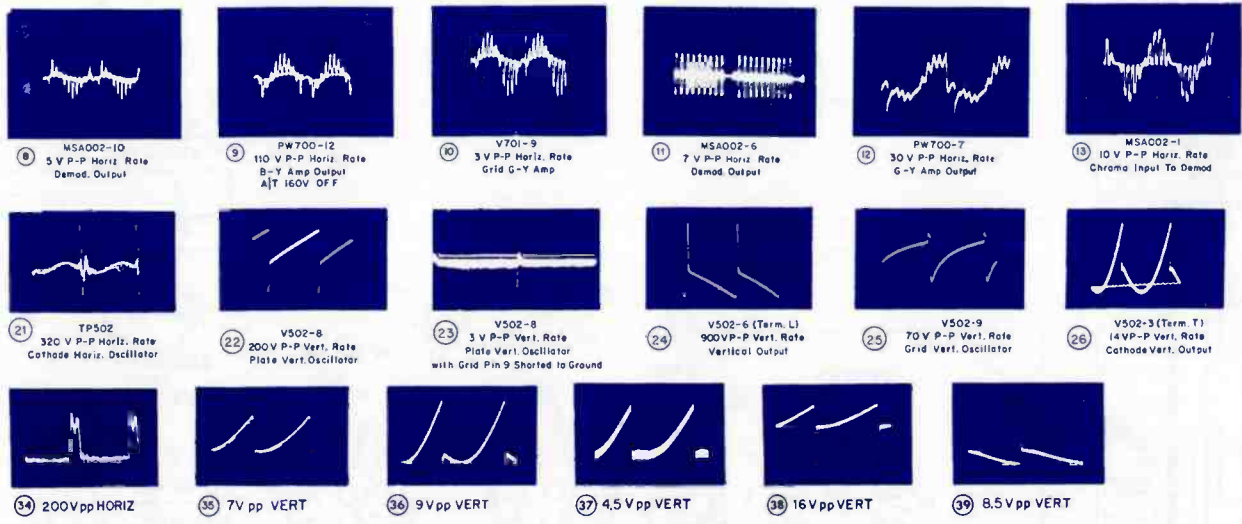 8 MSA002-10
5 V P-P Horiz Rate
Demod. Output
9 PW700-12
110 V P-P Horiz. Rate
B-Y Amp Output
A|T 160V OFF
10 V701-9
3 V P-P Horiz. Rate
Grid G-Y Amp
11 MSA002-6
7 V P-P Horiz. Rate
Demod. Output
12 PW700-7
30 V P-P Horiz. Rate
G-Y Amp Output
13 MSA002-1
10 V P-P Horiz. Rate
Chroma Input To Demod
21 TP502
320 V P-P Horiz. Rate
Cathode Horiz. Oscillator
22 V502-8
200 V P-P Vert. Rate
Plate Vert. Oscillator
23 V502-8
3 V P-P Vert. Rate
Plate Vert. Oscillator
with Grid Pin 9 Shorted to Ground
24 V502-6 (Term. L)
900 VP-P Vert. Rate
Vertical Output
25 V502-9
70 V P-P Vert. Rate
Grid Vert. Oscillator
26 V502-3 (Term. T)
14 VP-P Vert. Rate
Cathode Vert. Output
34 200 Vpp HORIZ
35 7V pp VERT
36 9 Vpp VERT
37 4.5 Vpp VERT
38 16 Vpp VERT
39 8.5 Vpp VERT